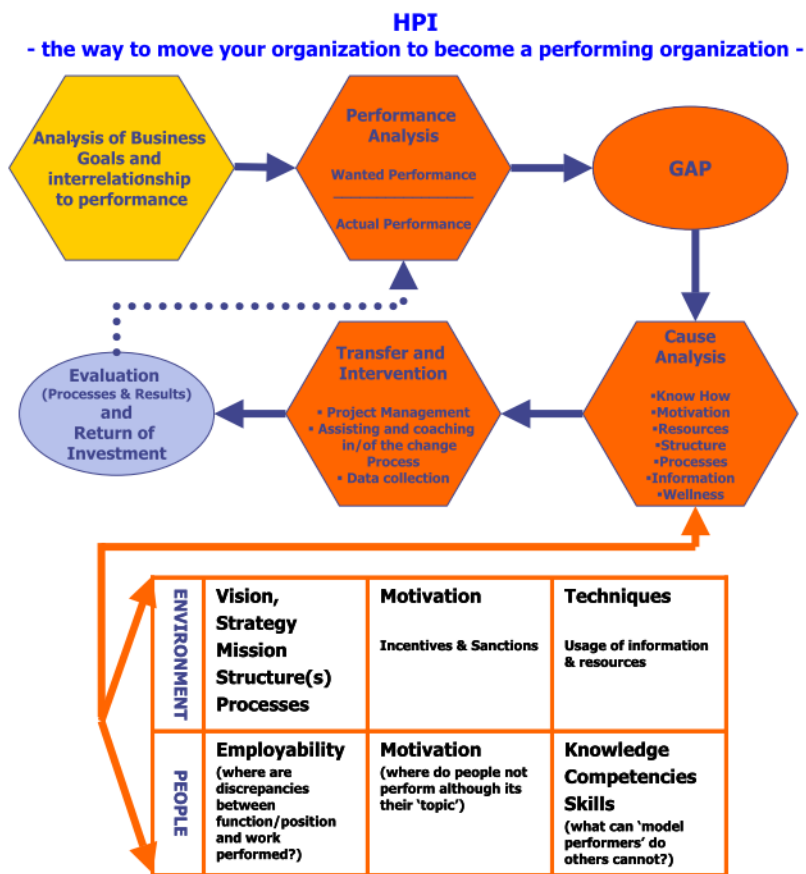 HPI
- the way to move your organization to become a performing organization -
Analysis of Business
Goals and
interrelationship
to performance
Performance
Analysis
Wanted Performance
Actual Performance
GAP
Cause
Analysis
▪Know How
▪Motivation
▪Resources
▪Structure
▪Processes
▪Information
▪Wellness
Transfer and
Intervention
▪ Project Management
▪ Assisting and coaching
in/of the change
Process
▪ Data collection
Evaluation
(Processes & Results)
and
Return of
Investment
ENVIRONMENT
Vision,
Strategy
Mission
Structure(s)
Processes
Motivation
Incentives & Sanctions
Techniques
Usage of information
& resources
PEOPLE
Employability
(where are
discrepancies
between
function/position
and work
performed?)
Motivation
(where do people not
perform although its
their ‘topic’)
Knowledge
Competencies
Skills
(what can ‘model
performers’ do
others cannot?)